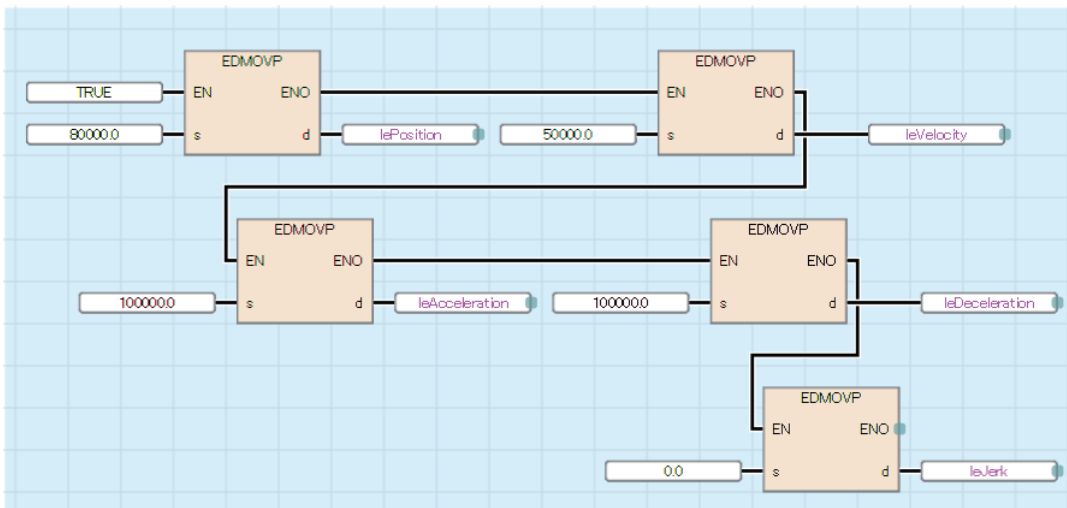 EDMOVP EDMOVP
TRUE EN ENO EN ENO
80000.0 s d lePosition 50000.0 s d leVelocity
EDMOVP EDMOVP
EN ENO EN ENO
100000.0 s d leAcceleration 100000.0 s d leDeceleration
EDMOVP
EN ENO
0.0 s d leJerk